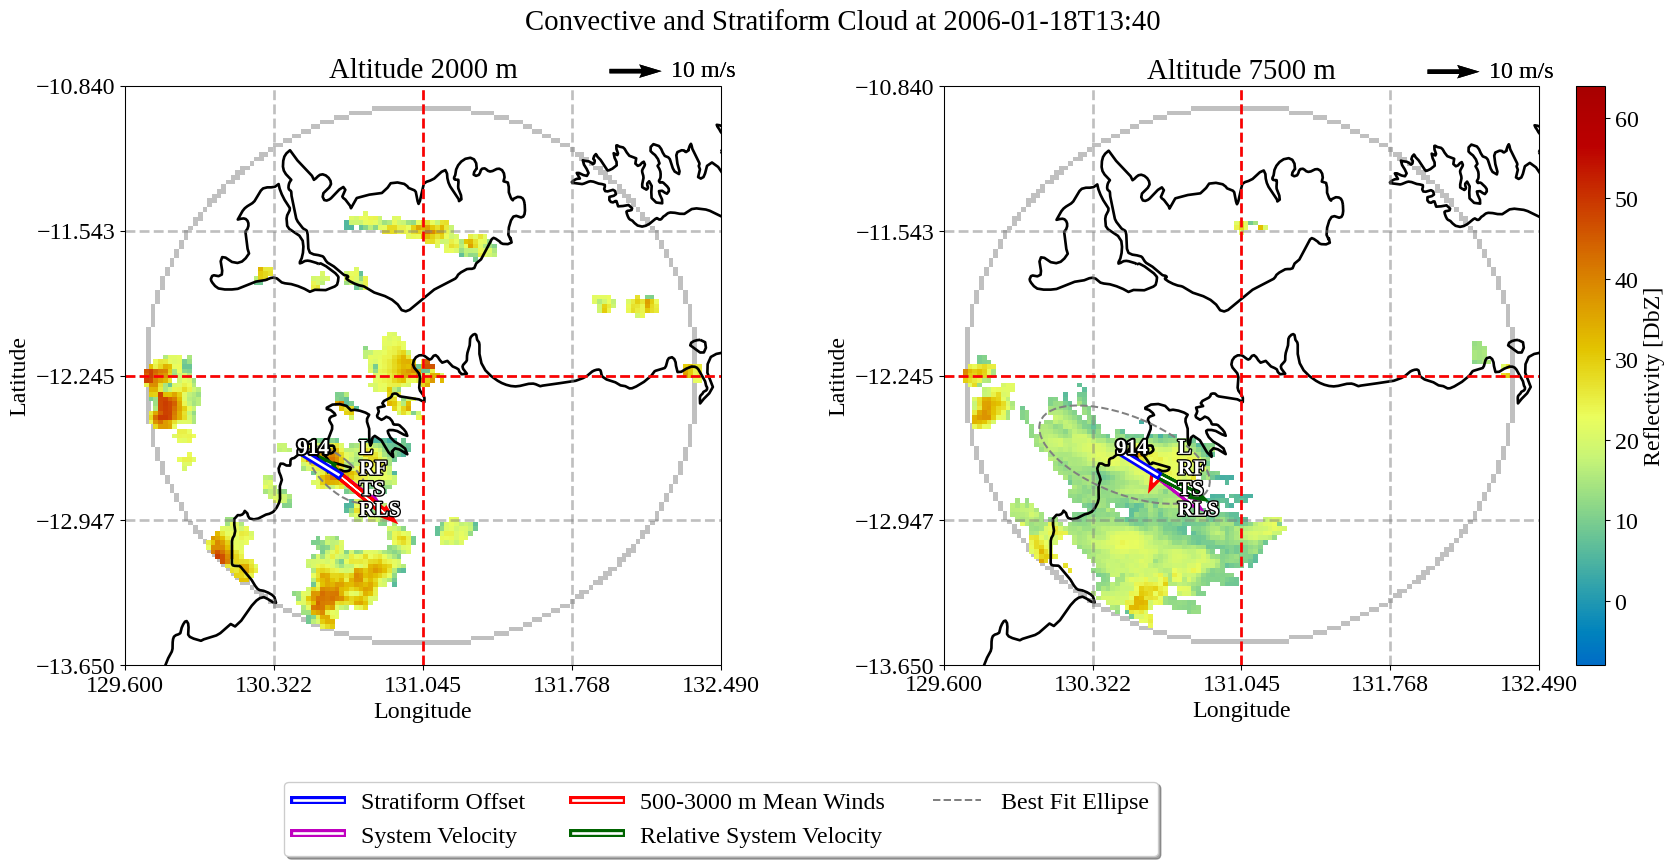 Convective and Stratiform Cloud at 2006-01-18T13:40
Altitude 2000 m
10 m/s
−10.840
−11.543
−12.245
−12.947
−13.650
Latitude
914
L
RF
TS
RLS
129.600
130.322
131.045
131.768
132.490
Longitude
Altitude 7500 m
10 m/s
−10.840
−11.543
−12.245
−12.947
−13.650
Latitude
914
L
RF
TS
RLS
129.600
130.322
131.045
131.768
132.490
Longitude
60
50
40
30
20
10
0
Reflectivity [DbZ]
Stratiform Offset
System Velocity
500-3000 m Mean Winds
Relative System Velocity
Best Fit Ellipse